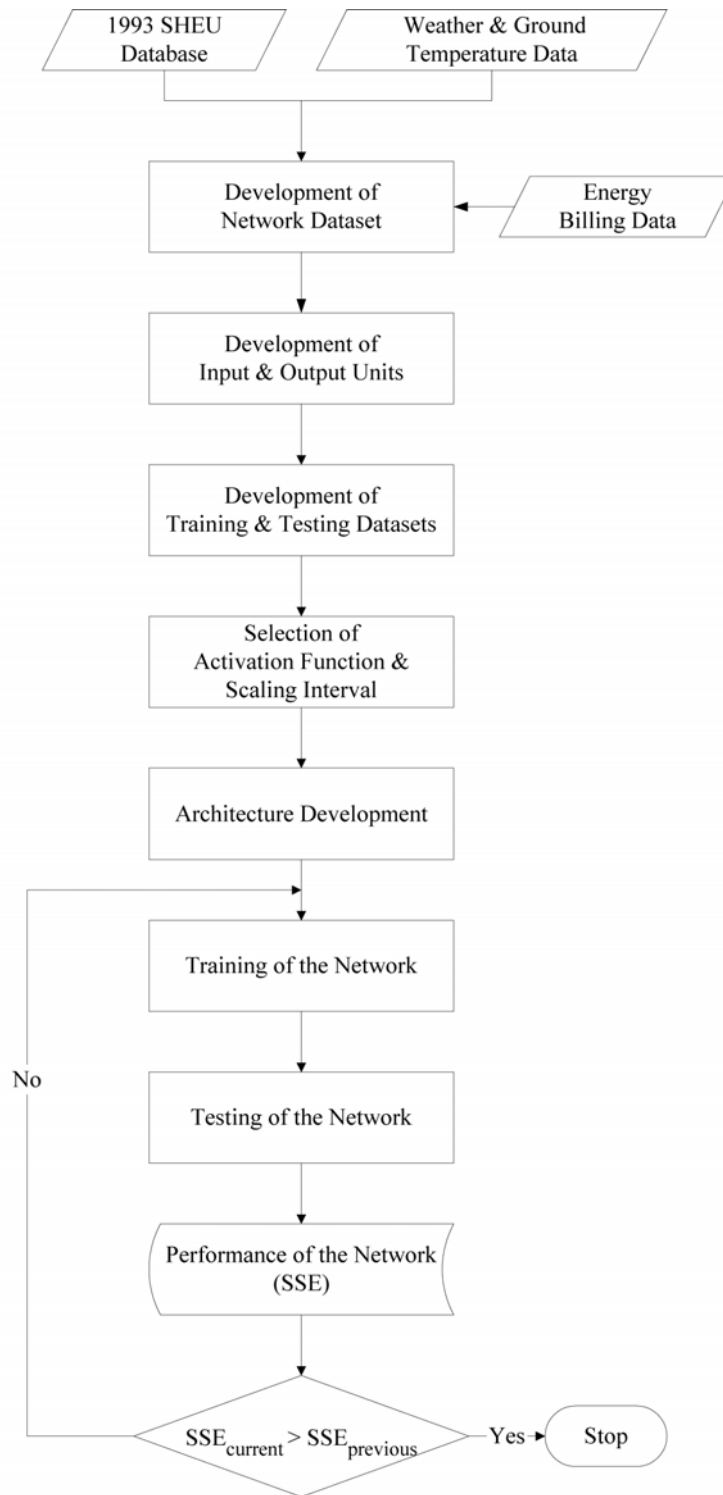 1993 SHEU
Database
Weather & Ground
Temperature Data
Development of
Network Dataset
Energy
Billing Data
Development of
Input & Output Units
Development of
Training & Testing Datasets
Selection of
Activation Function &
Scaling Interval
Architecture Development
Training of the Network
No
Testing of the Network
Performance of the Network
(SSE)
SSEcurrent > SSEprevious
Yes
Stop